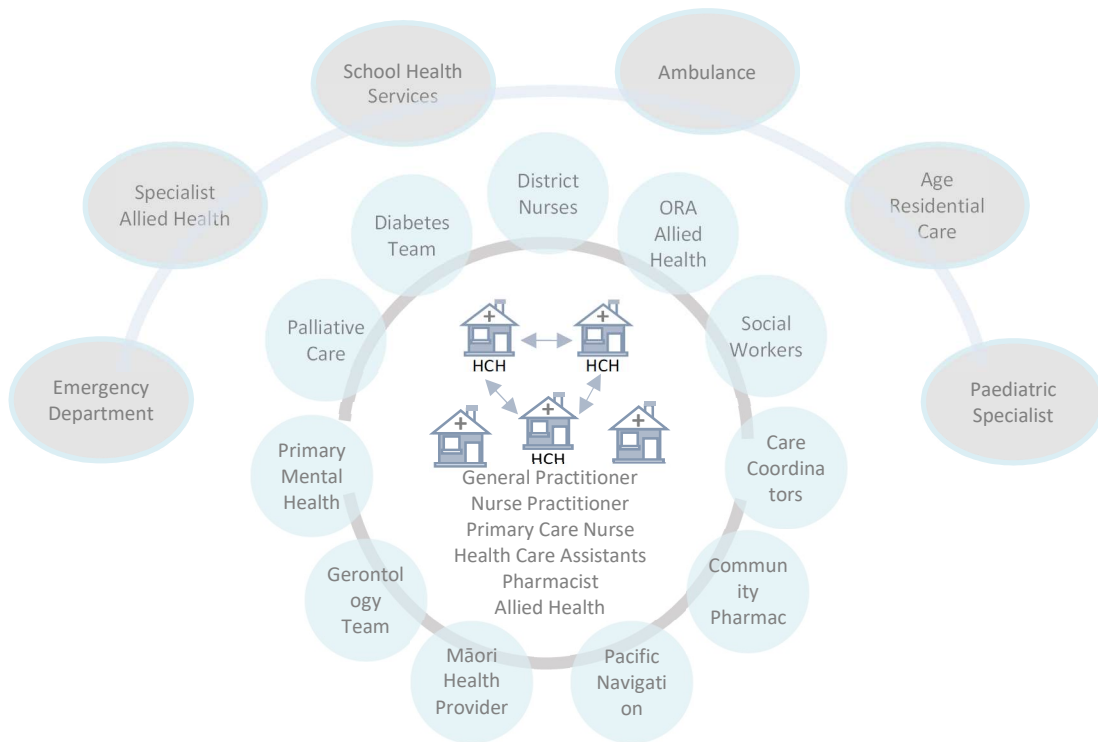 School Health
Services
Ambulance
Specialist
Allied Health
Age
Residential
Care
Emergency
Department
Paediatric
Specialist
District
Nurses
Diabetes
Team
ORA
Allied
Health
Palliative
Care
Social
Workers
Primary
Mental
Health
Care
Coordina
tors
Gerontol
ogy
Team
Commun
ity
Pharmac
Māori
Health
Provider
Pacific
Navigati
on
HCH
HCH
HCH
General Practitioner
Nurse Practitioner
Primary Care Nurse
Health Care Assistants
Pharmacist
Allied Health